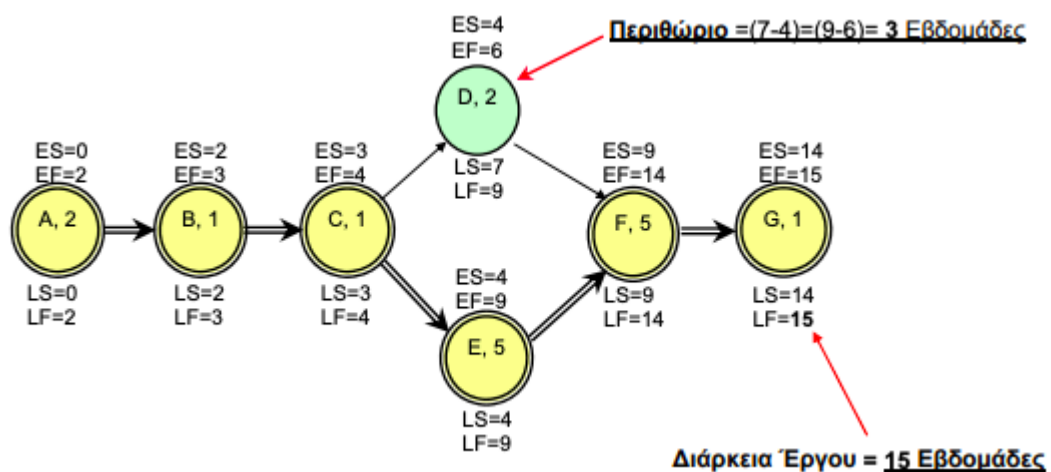 ES=4
EF=6
Περιθώριο =(7-4)=(9-6)= 3 Εβδομάδες
D, 2
LS=7
LF=9
ES=0
EF=2
A, 2
LS=0
LF=2
ES=2
EF=3
B, 1
LS=2
LF=3
ES=3
EF=4
C, 1
LS=3
LF=4
ES=4
EF=9
E, 5
LS=4
LF=9
ES=9
EF=14
F, 5
LS=9
LF=14
ES=14
EF=15
G, 1
LS=14
LF=15
Διάρκεια Έργου = 15 Εβδομάδες